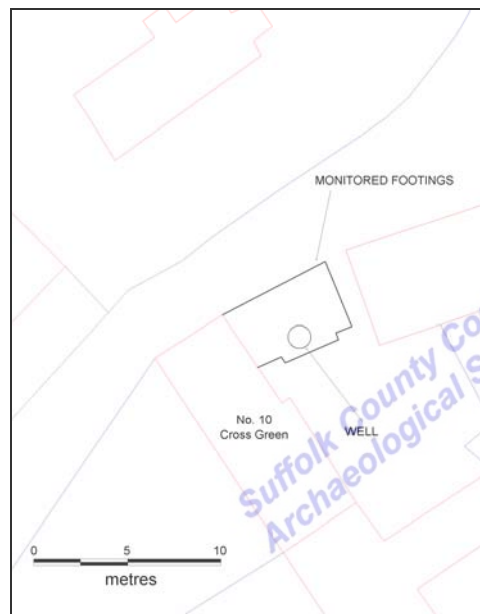 MONITORED FOOTINGS
No. 10
Cross Green
WELL
Suffolk County Co
Archaeological S
0 5 10
metres